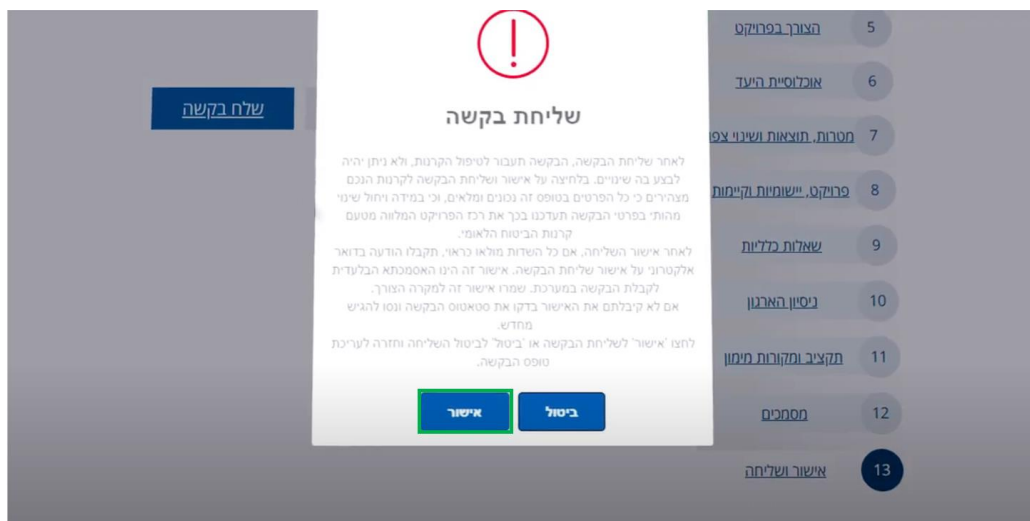 שליחת בקשה
לאחר שליחת הבקשה, הבקשה תעבור לטיפול הקרנות, ולא ניתן יהיה
לבצע בה שינויים. בלחיצה על אישור ושליחת הבקשה לקרנות הנכם
מצהירים כי כל הפרטים בטופס זה נכונים ומלאים, וכי במידה ויחול שינוי
מהותי בפרטי הבקשה תעדכנו בכך את רכז הפרויקט המלווה מטעם
קרנות הביטוח הלאומי.
לאחר אישור השליחה, אם כל השדות מולאו כראוי, תקבלו הודעה בדואר
אלקטרוני על אישור שליחת הבקשה. אישור זה הינו האסמכתא הבלעדית
לקבלת הבקשה במערכת. שמרו אישור זה למקרה הצורך.
אם לא קיבלתם את האישור בדקו את סטאטוס הבקשה ונסו להגיש
מחדש.
לחצו 'אישור' לשליחת הבקשה או 'ביטול' לביטול השליחה וחזרה לעריכת
טופס הבקשה.
ביטול
אישור
5 הצורך בפרויקט
6 אוכלוסיית היעד
7 מטרות, תוצאות ושינוי
8 פרויקט, יישומיות וקיימות
9 שאלות כלליות
10 ניסיון הארגון
11 תקציב ומקורות מימון
12 מסמכים
13 אישור ושליחה
שלח בקשה